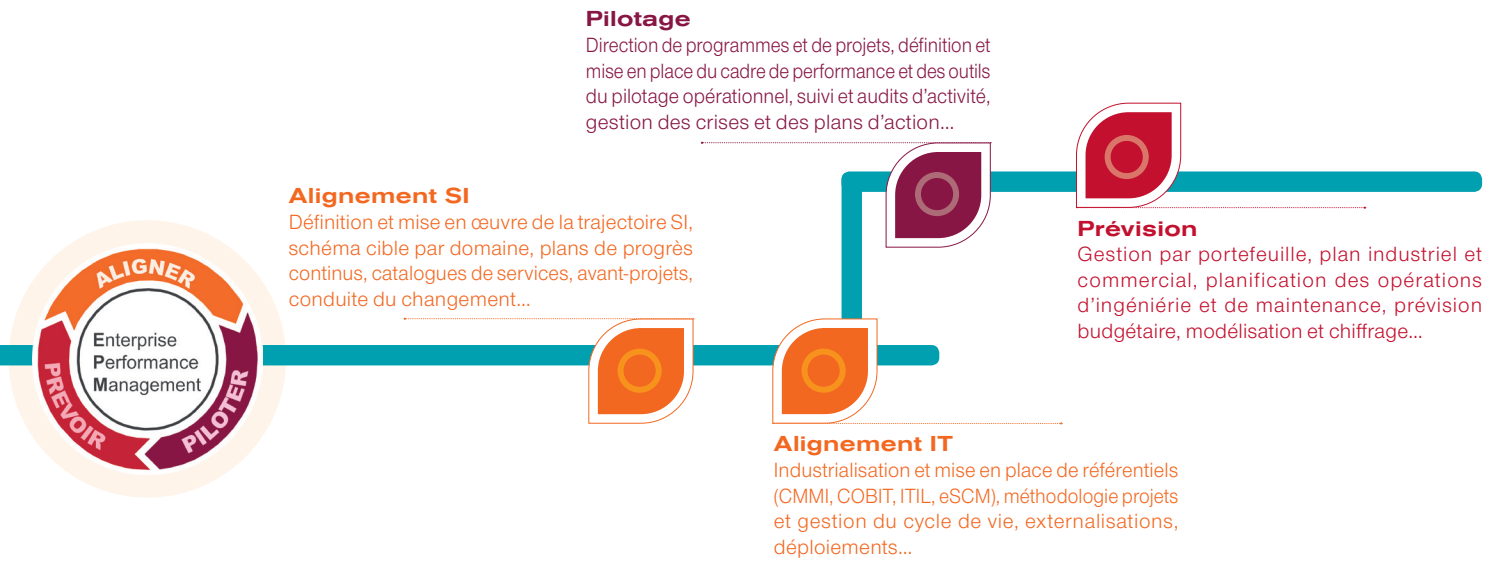 Pilotage
Direction de programmes et de projets, définition et
mise en place du cadre de performance et des outils
du pilotage opérationnel, suivi et audits d’activité,
gestion des crises et des plans d’action...
Alignement SI
Définition et mise en œuvre de la trajectoire SI,
schéma cible par domaine, plans de progrès
continus, catalogues de services, avant-projets,
conduite du changement...
ALIGNER
PILOTER
PREVOIR
Enterprise
Performance
Management
Prévision
Gestion par portefeuille, plan industriel et
commercial, planification des opérations
d’ingéniérie et de maintenance, prévision
budgétaire, modélisation et chiffrage...
Alignement IT
Industrialisation et mise en place de référentiels
(CMMI, COBIT, ITIL, eSCM), méthodologie projets
et gestion du cycle de vie, externalisations,
déploiements...